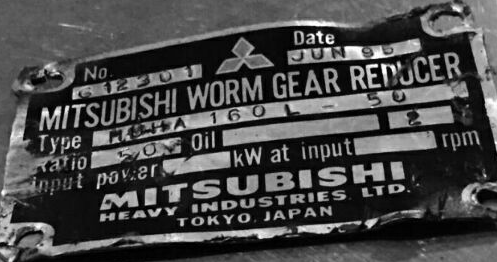 No. G12301 Date JUN 95
MITSUBISHI WORM GEAR REDUCER
Type 160 L - 50
Ratio Oil 2
input power kW at input rpm
MITSUBISHI
HEAVY INDUSTRIES, LTD.
TOKYO, JAPAN